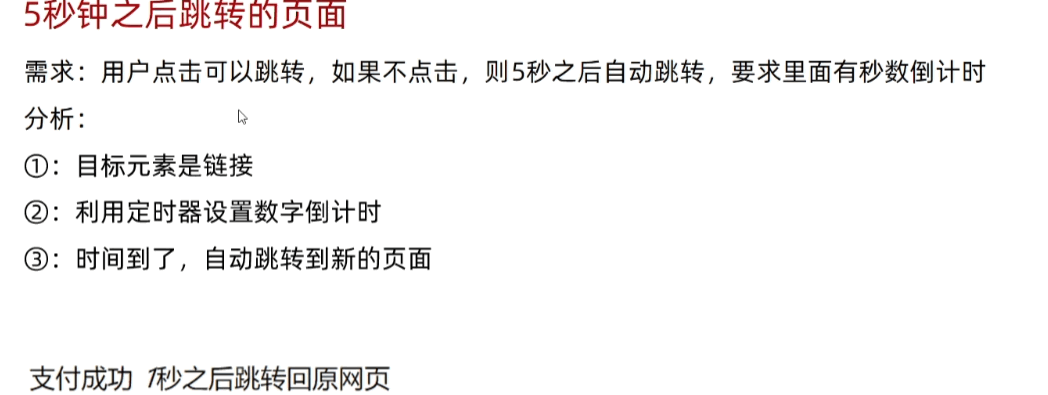 5秒钟之后跳转的页面
需求：用户点击可以跳转，如果不点击，则5秒之后自动跳转，要求里面有秒数倒计时
分析：
①：目标元素是链接
②：利用定时器设置数字倒计时
③：时间到了，自动跳转到新的页面
支付成功 1秒之后跳转回原网页